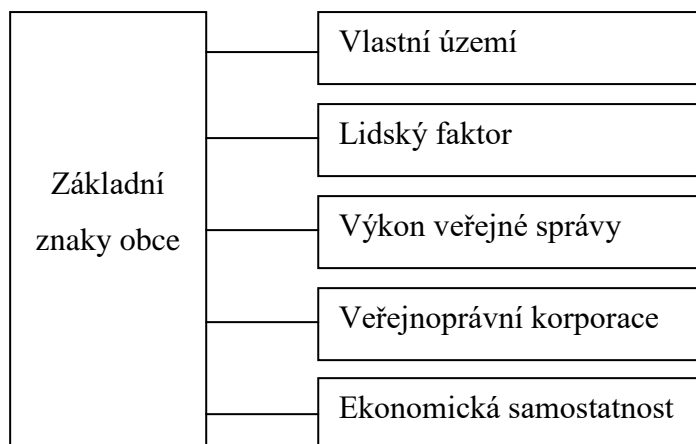 Základní
znaky obce
Vlastní území
Lidský faktor
Výkon veřejné správy
Veřejnoprávní korporace
Ekonomická samostatnost